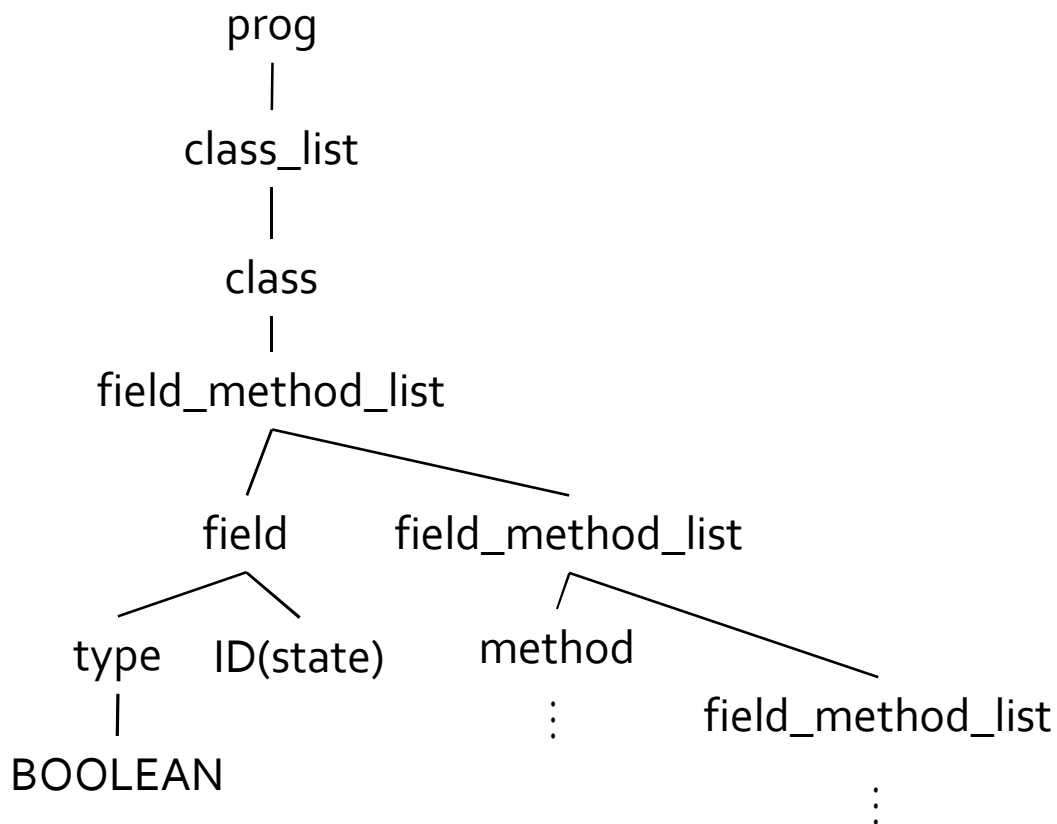 prog
class_list
class
field_method_list
field field_method_list
type ID(state) method
field_method_list
BOOLEAN